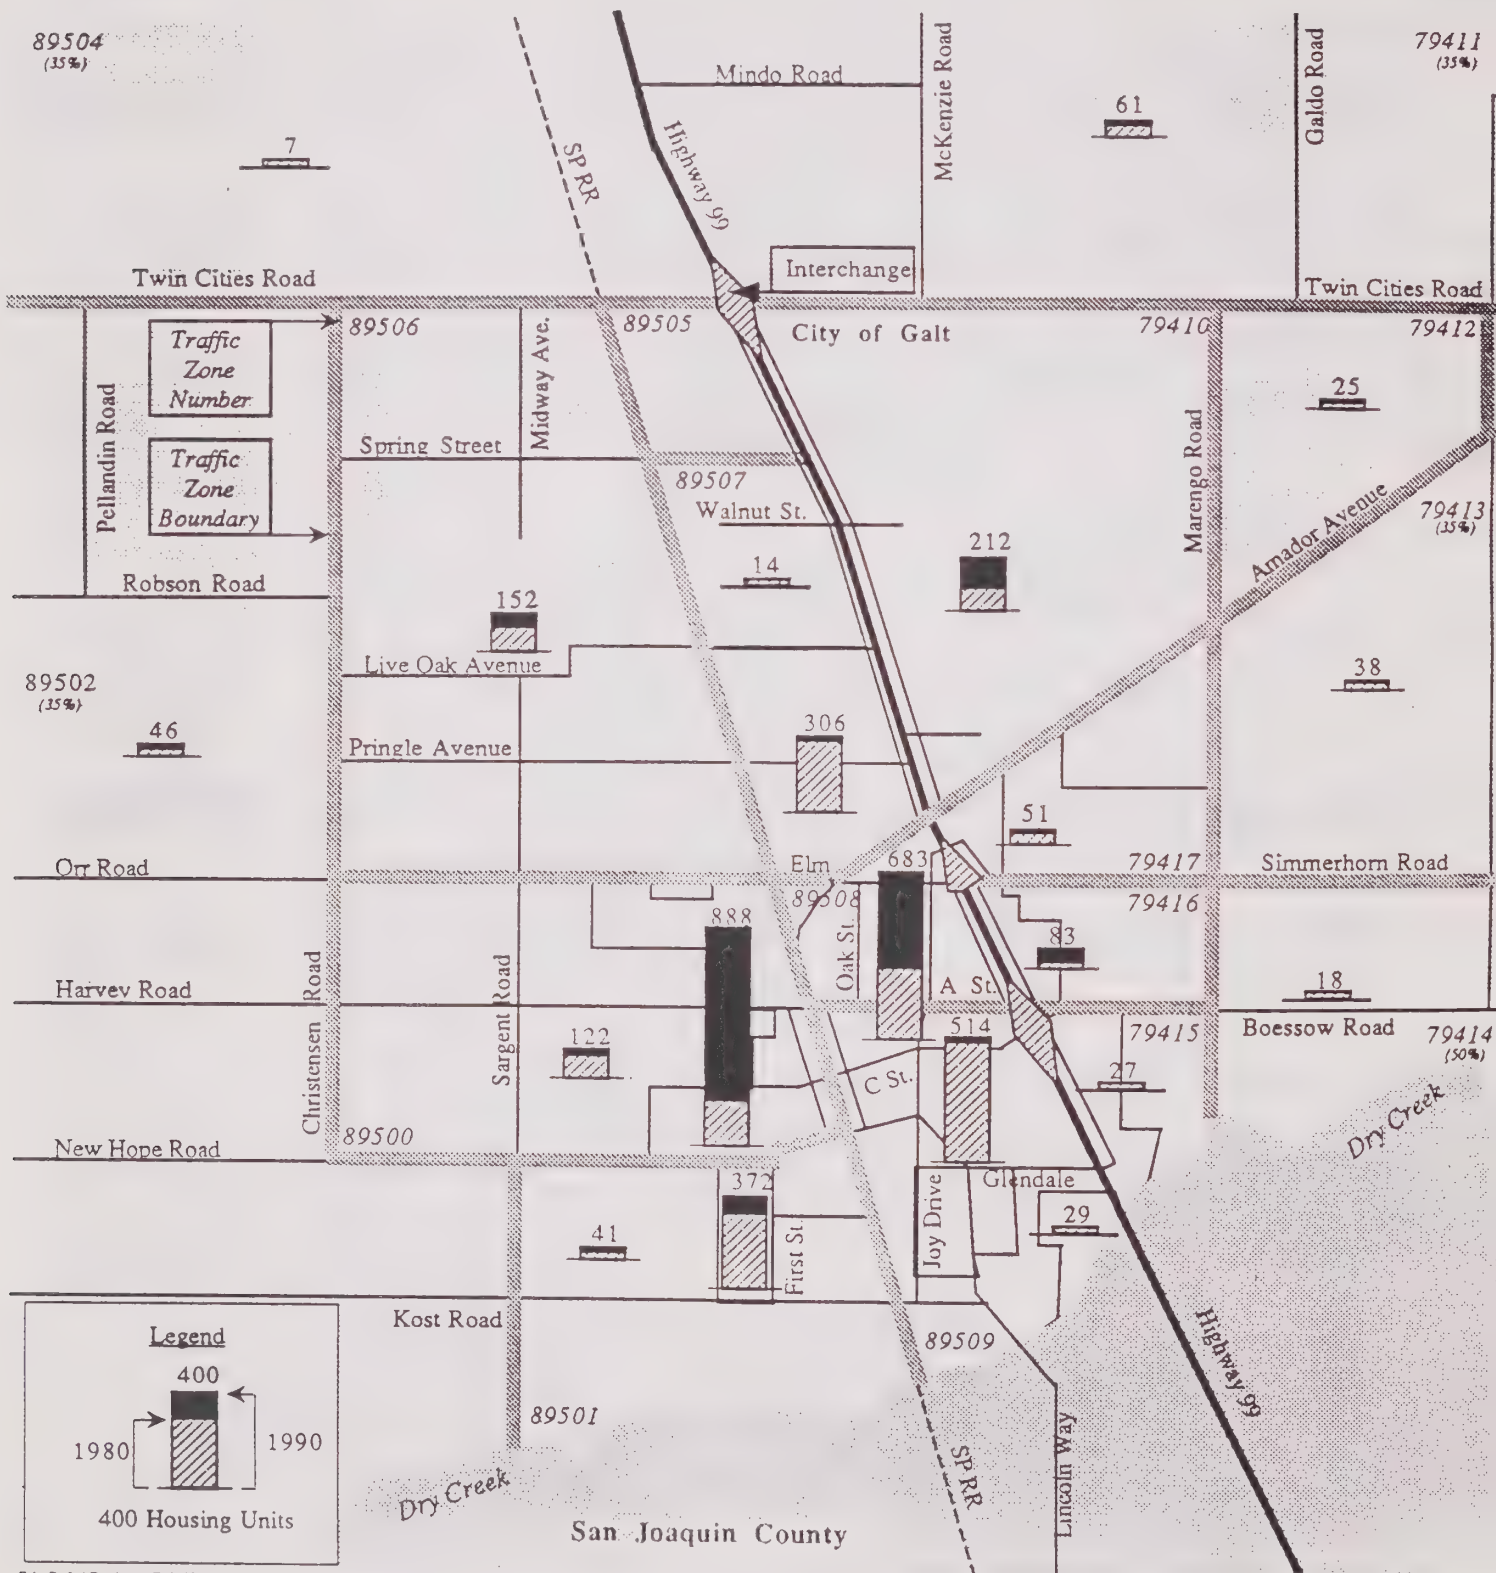 89504
(35%)
Mindo Road
McKenzie Road
61
Galdo Road
79411
(35%)
7
SP RR
Highway 99
Interchange
Twin Cities Road
Twin Cities Road
89506
89505
City of Galt
79410
79412
Traffic
Zone
Number
Midway Ave.
Pellandin Road
25
Marengo Road
Spring Street
Traffic
Zone
Boundary
89507
Walnut St.
Amador Avenue
79413
(35%)
212
14
Robson Road
152
Live Oak Avenue
89502
(35%)
38
46
306
Pringle Avenue
51
Orr Road
Elm
683
79417
Simmerhorn Road
89508
79416
888
Oak St.
83
Christensen Road
Harvey Road
Sargent Road
A St.
18
514
79415
Boessow Road
79414
(50%)
122
C St.
27
Dry Creek
89500
New Hope Road
372
Glendale
Joy Drive
29
41
First St.
Kost Road
89509
Highway 99
Legend
400
1980
1990
400 Housing Units
89501
Dry Creek
SP RR
Lincoln Way
San Joaquin County